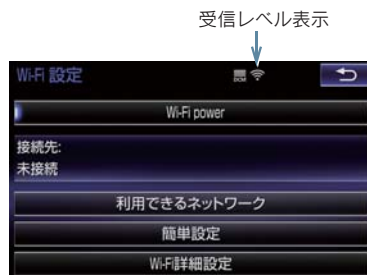 受信レベル表示
Wi-Fi 設定
DCM
Wi-Fi power
接続先:
未接続
利用できるネットワーク
簡単設定
Wi-Fi詳細設定